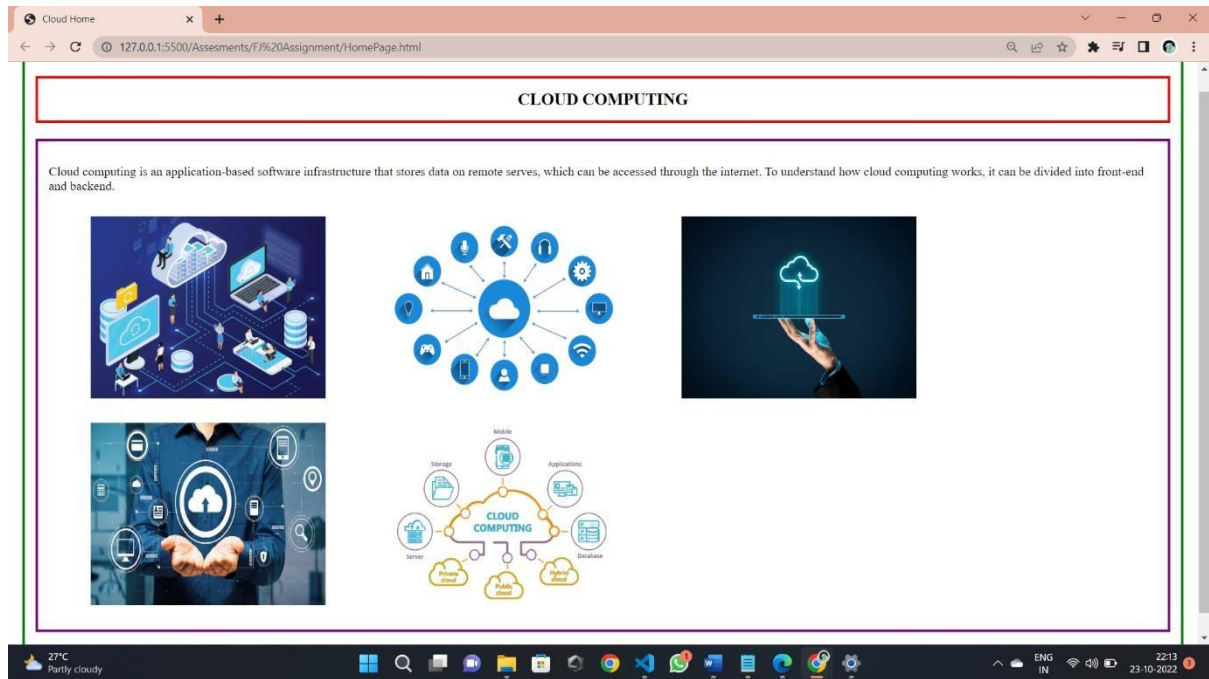 Cloud Home
127.0.0.1:5500/Assesments/FJ%20Assignment/HomePage.html
CLOUD COMPUTING
Cloud computing is an application-based software infrastructure that stores data on remote serves, which can be accessed through the internet. To understand how cloud computing works, it can be divided into front-end
and backend.
Mobile
Storage
Applications
CLOUD
COMPUTING
Server
Database
Private
cloud
Public
cloud
Hybrid
cloud
27°C
Partly cloudy
ENG
IN
22:13
23-10-2022
1